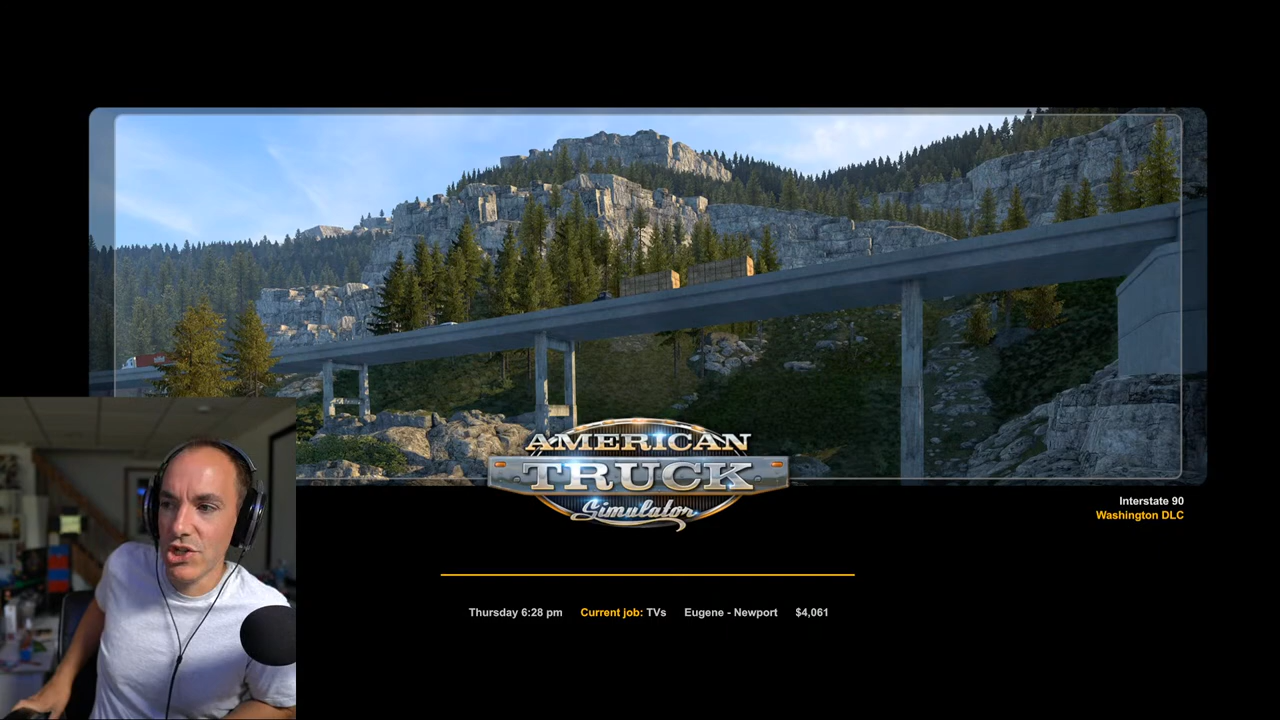 AMERICAN
TRUCK
Simulator
Interstate 90
Washington DLC
Thursday 6:28 pm Current job: TVs Eugene - Newport $4,061